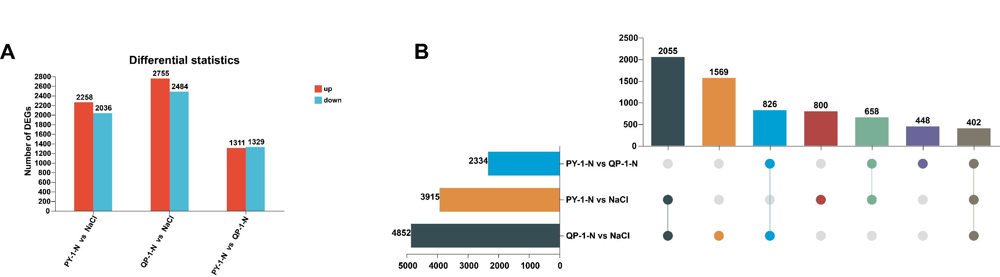 A
Differential statistics
Number of DEGs
2800
2600
2400
2200
2000
1800
1600
1400
1200
1000
800
600
400
200
0
2258
2036
2755
2484
1311
1329
PY-1-N vs NaCl
QP-1-N vs NaCl
PY-1-N vs QP-1-N
up
down
B
2500
2000
1500
1000
500
0
2055
1569
826
800
658
448
402
2334
PY-1-N vs QP-1-N
3915
PY-1-N vs NaCl
4852
QP-1-N vs NaCl
5000 4000 3000 2000 1000 0